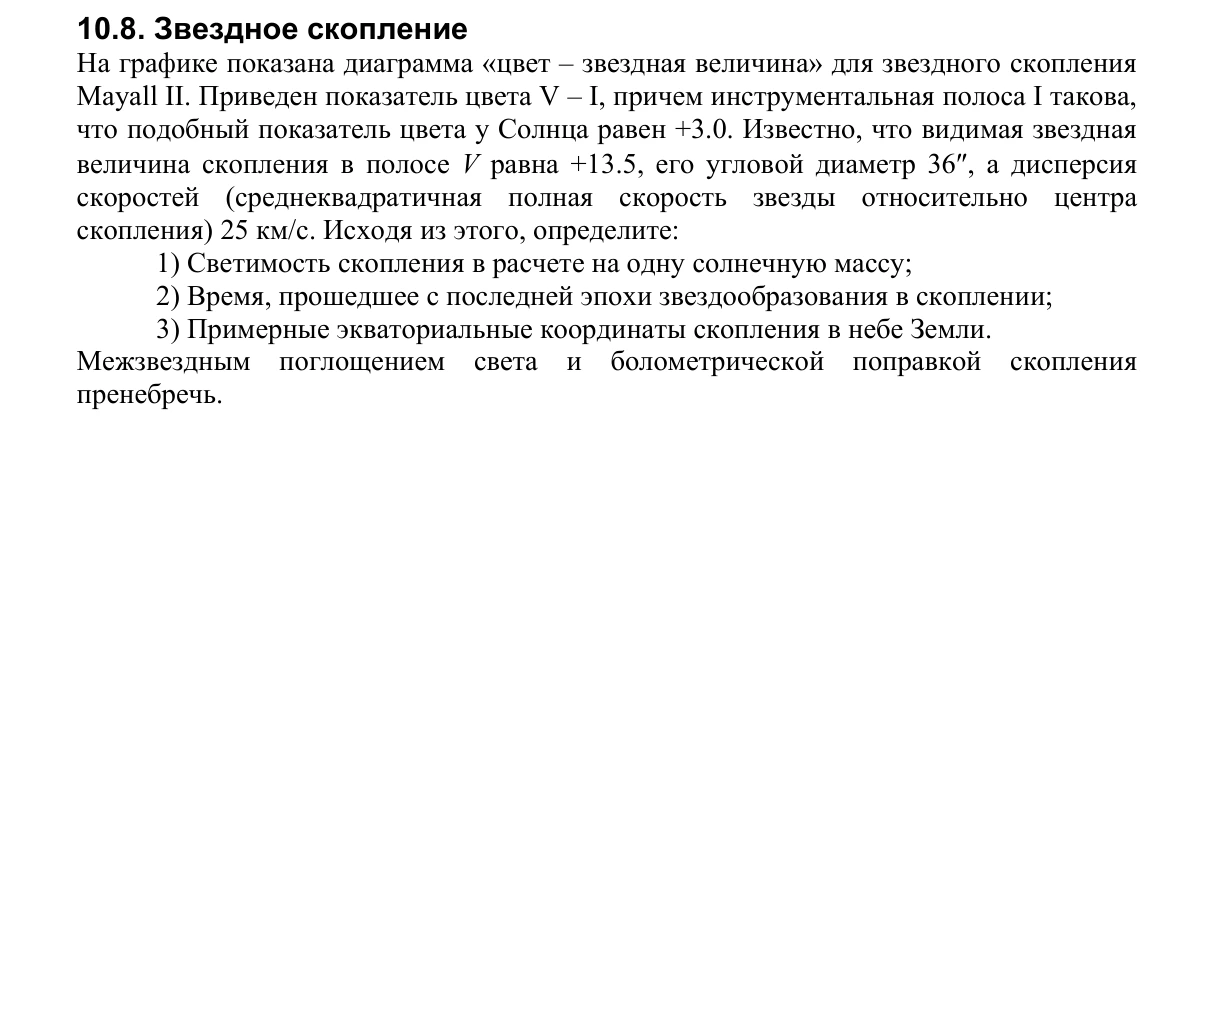 10.8. Звездное скопление
На графике показана диаграмма «цвет – звездная величина» для звездного скопления
Mayall II. Приведен показатель цвета V – I, причем инструментальная полоса I такова,
что подобный показатель цвета у Солнца равен +3.0. Известно, что видимая звездная
величина скопления в полосе V равна +13.5, его угловой диаметр 36″, а дисперсия
скоростей (среднеквадратичная полная скорость звезды относительно центра
скопления) 25 км/с. Исходя из этого, определите:
1) Светимость скопления в расчете на одну солнечную массу;
2) Время, прошедшее с последней эпохи звездообразования в скоплении;
3) Примерные экваториальные координаты скопления в небе Земли.
Межзвездным поглощением света и болометрической поправкой скопления
пренебречь.